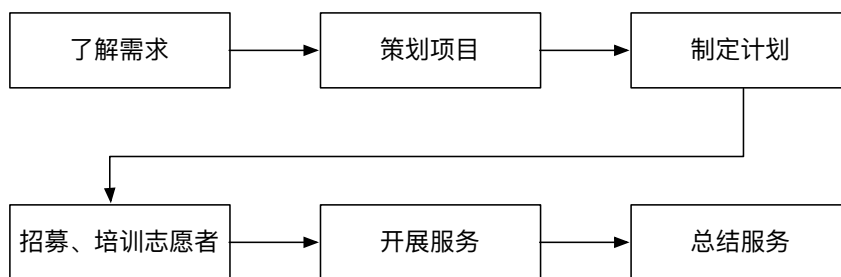 了解需求
策划项目
制定计划
招募、培训志愿者
开展服务
总结服务